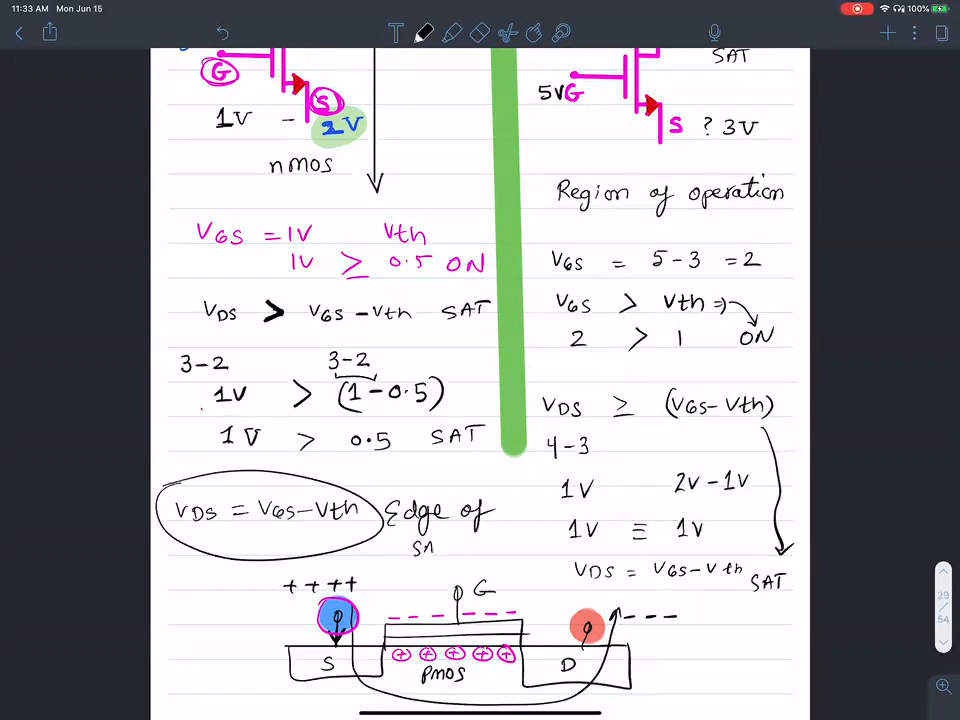 11:33 AM Mon Jun 15
100%
T
G
S
1V - 2V
nmos
VGS = 1V Vth
1V ≥ 0.5 ON
VDS > VGS - Vth SAT
3-2 3-2
1V > (1-0.5)
1V > 0.5 SAT
VDS = VGS - Vth Edge of
SA
SAT
5V G
S ? 3V
Region of operation
VGS = 5-3 = 2
VGS > Vth ⇒
2 > 1 ON
VDS ≥ (VGS - Vth)
4-3
1V 2V - 1V
1V ≡ 1V
VDS = VGS - Vth SAT
++++ G
- - - - - - - - -
S + + + + + D
PMOS
29
/
54